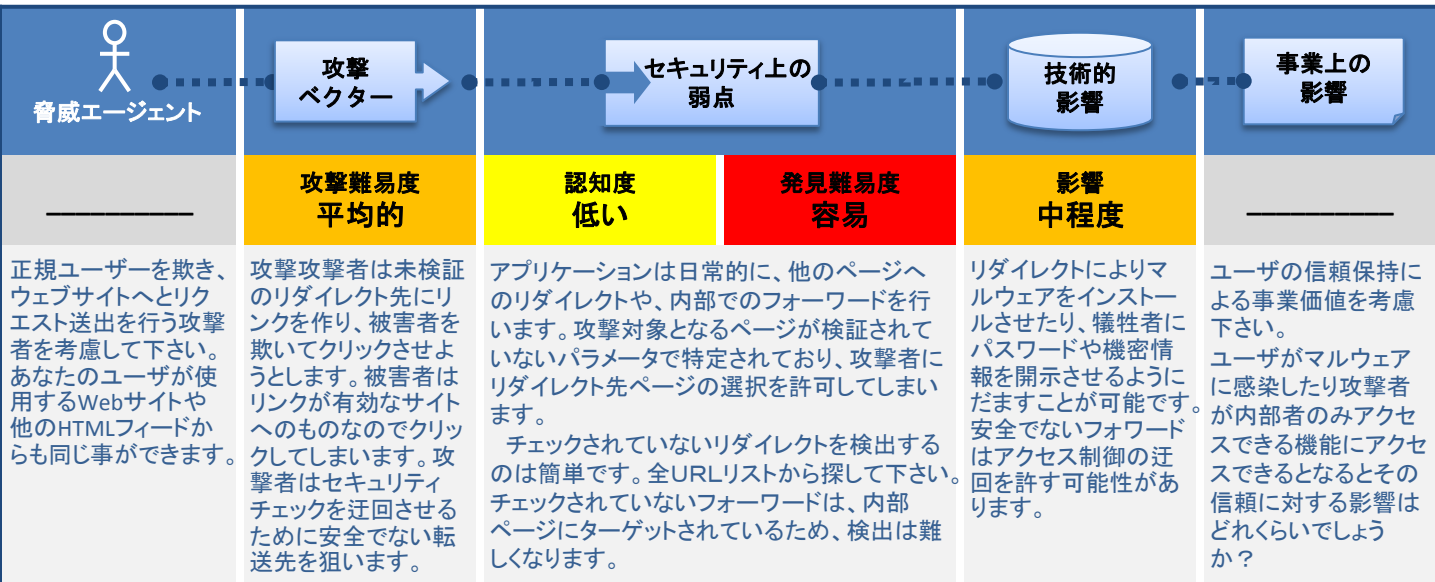 脅威エージェント
攻撃
ベクター
セキュリティ上の
弱点
技術的
影響
事業上の
影響
__________
攻撃難易度
平均的
認知度
低い
発見難易度
容易
影響
中程度
__________
正規ユーザーを欺き、
ウェブサイトへとリク
エスト送出を行う攻撃
者を考慮して下さい。
あなたのユーザが使
用するWebサイトや
他のHTMLフィードか
らも同じ事ができます。
攻撃攻撃者は未検証
のリダイレクト先にリ
ンクを作り、被害者を
欺いてクリックさせよ
うとします。被害者は
リンクが有効なサイト
へのものなのでクリッ
クしてしまいます。攻
撃者はセキュリティ
チェックを迂回させる
ために安全でない転
送先を狙います。
アプリケーションは日常的に、他のページへ
のリダイレクトや、内部でのフォーワードを行
います。攻撃対象となるページが検証されて
いないパラメータで特定されており、攻撃者に
リダイレクト先ページの選択を許可してしまい
ます。
チェックされていないリダイレクトを検出する
のは簡単です。全URLリストから探して下さい。
チェックされていないフォーワードは、内部
ページにターゲットされているため、検出は難
しくなります。
リダイレクトによりマ
ルウェアをインストー
ルさせたり、犠牲者に
パスワードや機密情
報を開示させるように
だますことが可能です。
安全でないフォワード
はアクセス制御の迂
回を許す可能性があ
ります。
ユーザの信頼保持に
よる事業価値を考慮
下さい。
ユーザがマルウェア
に感染したり攻撃者
が内部者のみアクセ
スできる機能にアクセ
スできるとなるとその
信頼に対する影響は
どれくらいでしょう
か？